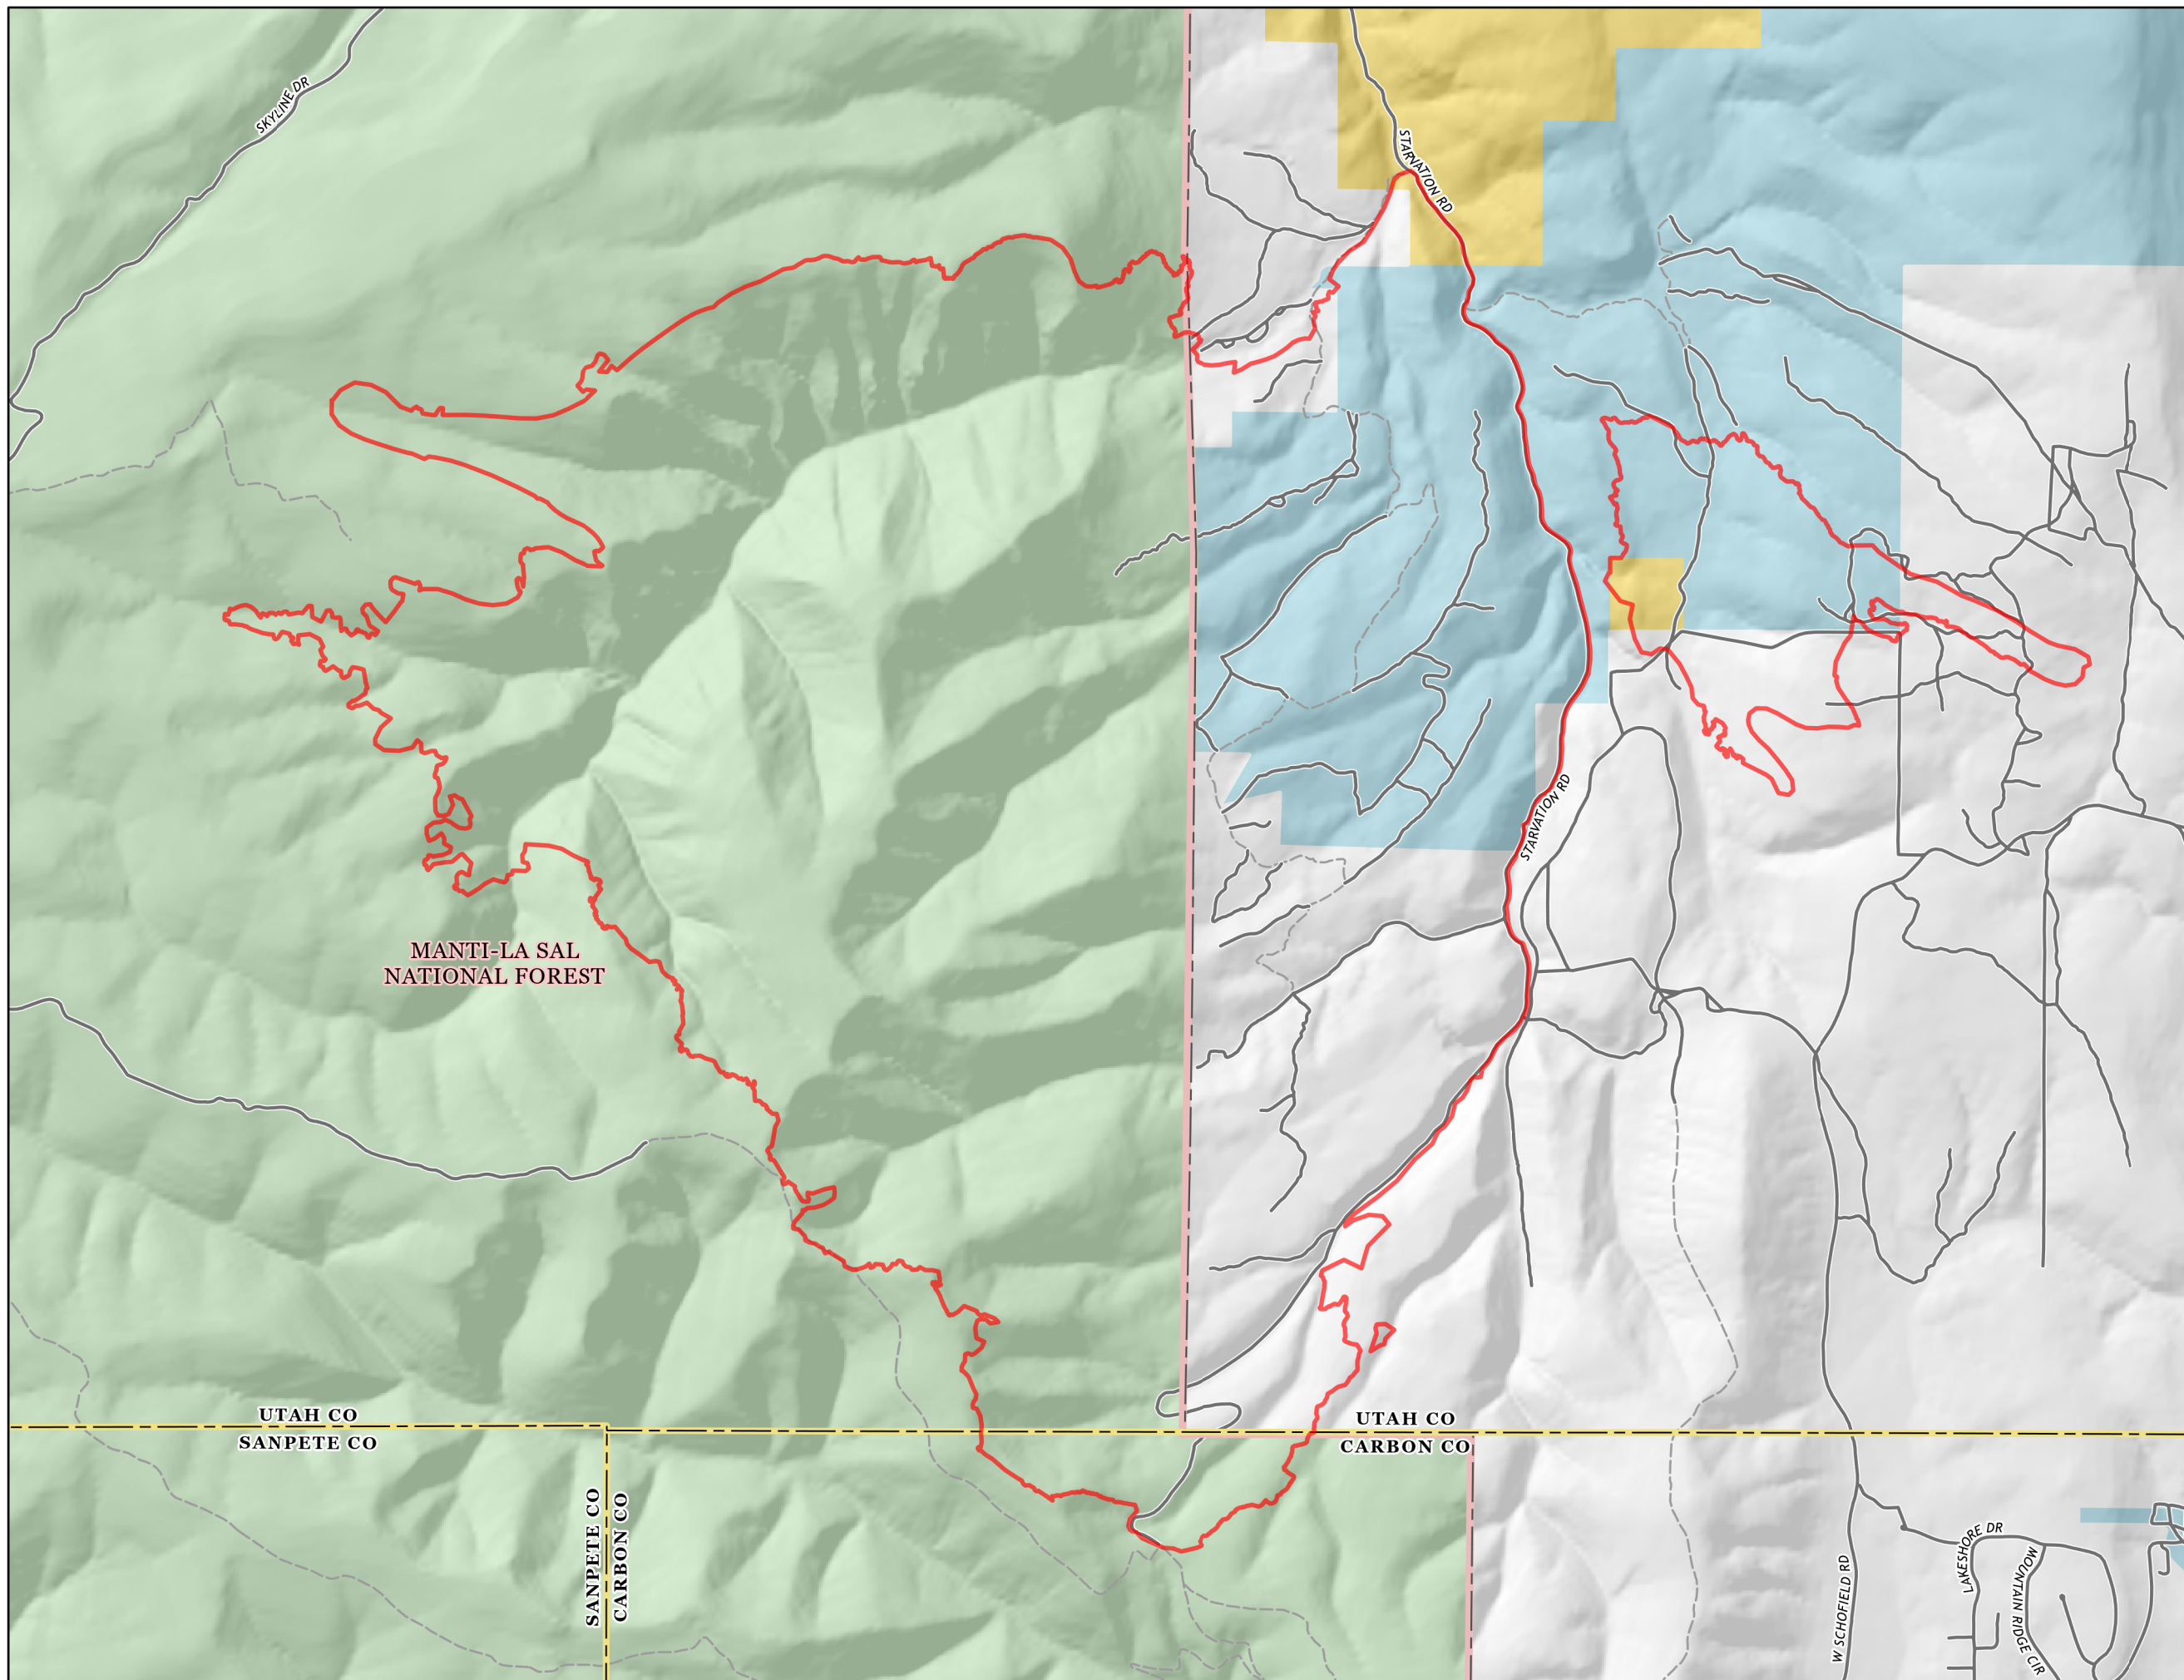 SKYLINE DR
STARVATION RD
STARVATION RD
MANTI-LA SAL
NATIONAL FOREST
UTAH CO
SANPETE CO
UTAH CO
CARBON CO
SANPETE CO
CARBON CO
W SCHOFIELD RD
LAKESHORE DR
UNTAIN RIDGE CIR